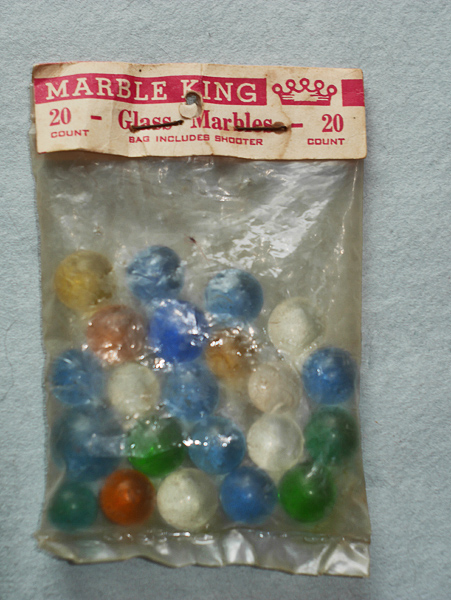 MARBLE KING
20 - Glass Marbles - 20
COUNT COUNT
BAG INCLUDES SHOOTER